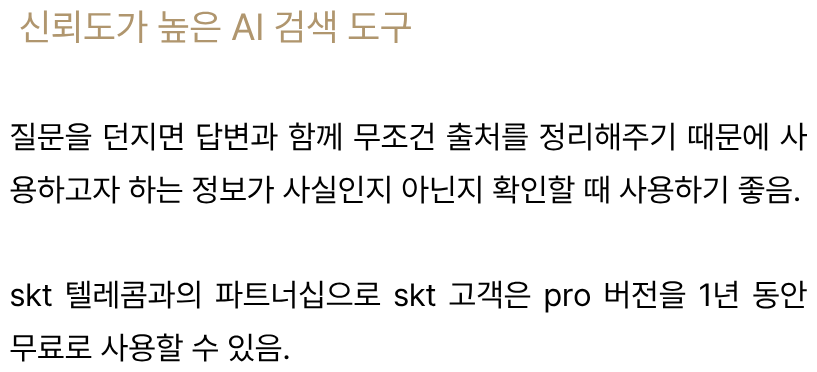 신뢰도가 높은 AI 검색 도구
질문을 던지면 답변과 함께 무조건 출처를 정리해주기 때문에 사
용하고자 하는 정보가 사실인지 아닌지 확인할 때 사용하기 좋음.
skt 텔레콤과의 파트너십으로 skt 고객은 pro 버전을 1년 동안
무료로 사용할 수 있음.